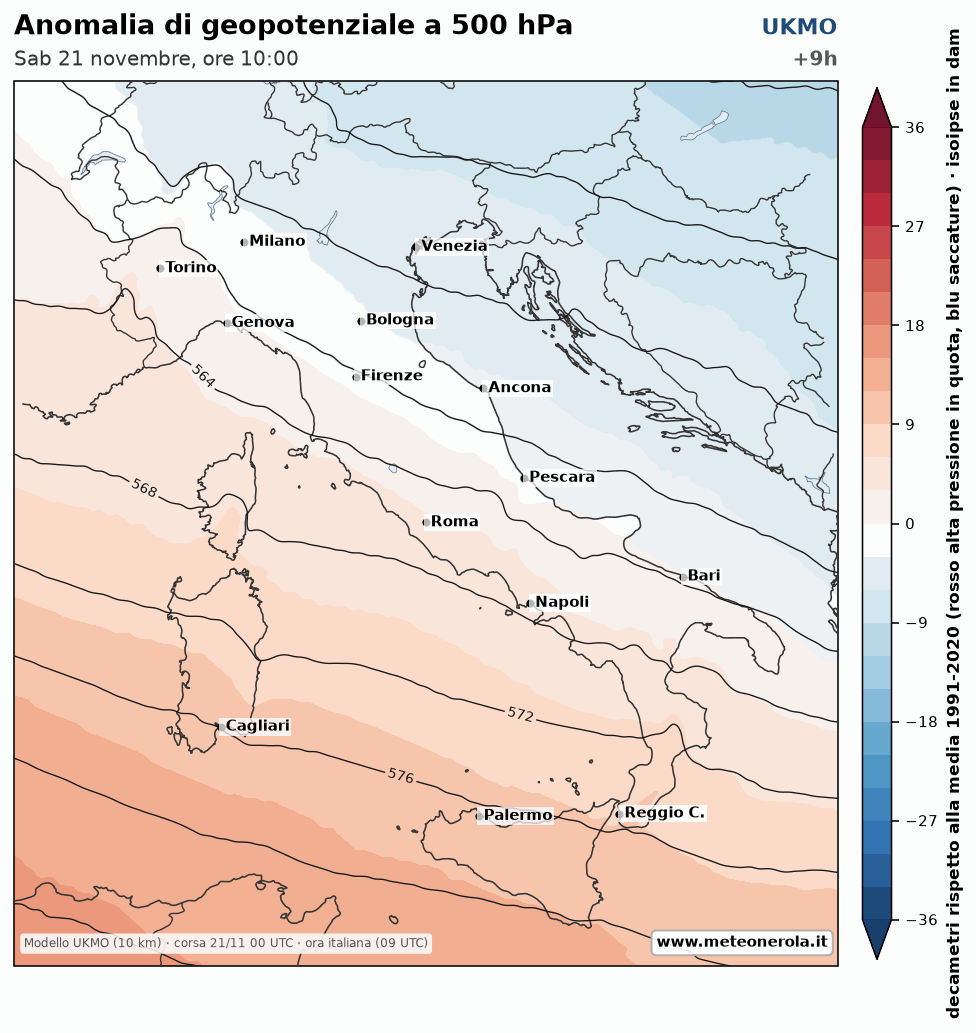 Anomalia di geopotenziale a 500 hPa
UKMO
Sab 21 novembre, ore 10:00
+9h
Milano
Venezia
Torino
Genova
Bologna
564
Firenze
Ancona
568
Pescara
Roma
Bari
Napoli
572
Cagliari
576
Palermo
Reggio C.
Modello UKMO (10 km) · corsa 21/11 00 UTC · ora italiana (09 UTC)
www.meteonerola.it
36
27
18
9
0
−9
−18
−27
−36
decametri rispetto alla media 1991-2020 (rosso alta pressione in quota, blu saccature) · isoipse in dam